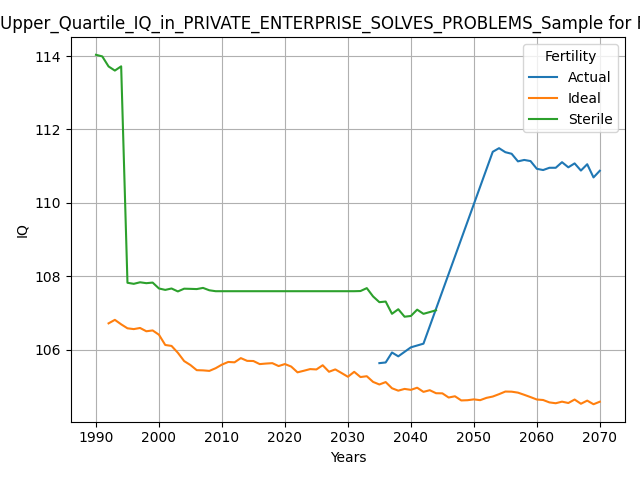 Upper_Quartile_IQ_in_PRIVATE_ENTERPRISE_SOLVES_PROBLEMS_Sample for
Fertility
Actual
Ideal
Sterile
114
112
110
108
106
IQ
1990 2000 2010 2020 2030 2040 2050 2060 2070
Years